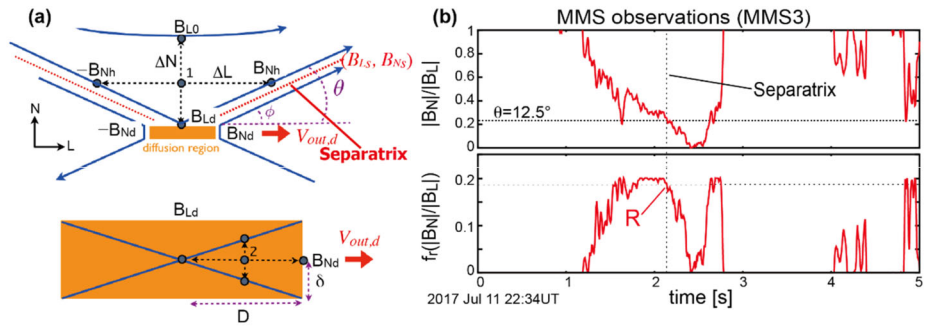 (a)
B_L0
ΔN
−B_Nh
1
ΔL
B_Nh
(B_LS, B_NS)
θ
N
L
−B_Nd
B_Ld
B_Nd
ϕ
V_out,d
Separatrix
diffusion region
B_Ld
V_out,d
2
B_Nd
δ
D
(b)
MMS observations (MMS3)
|B_N|/|B_L|
1
0.8
0.6
0.4
0.2
0
θ=12.5°
Separatrix
f_r(|B_N|/|B_L|)
0.2
0.1
0
R
0
1
2
3
4
5
2017 Jul 11 22:34UT
time [s]